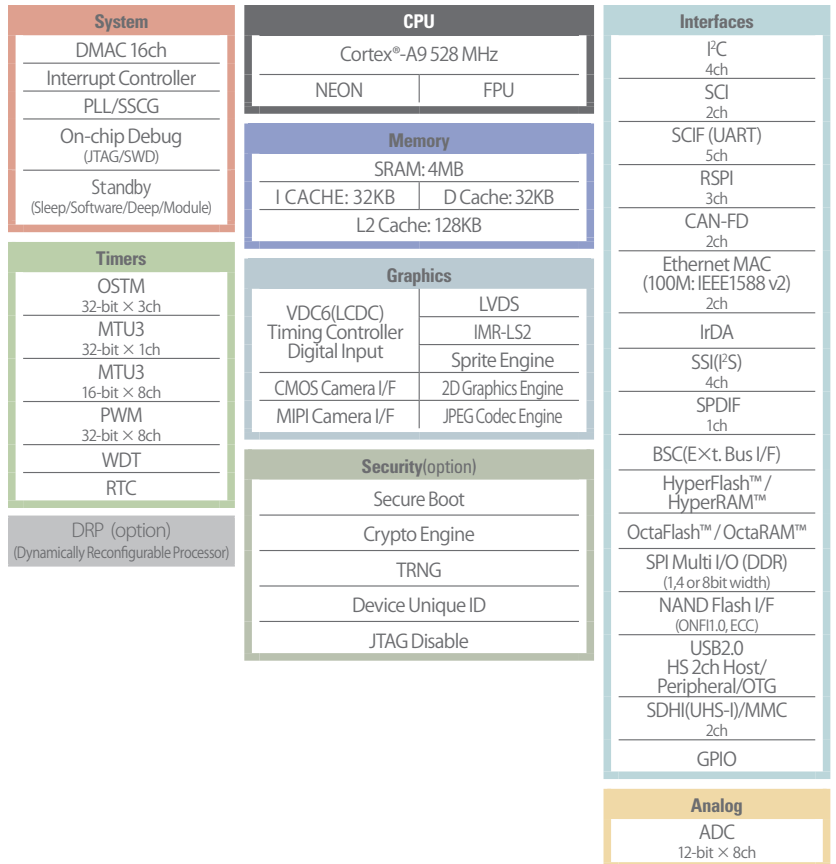 System
DMAC 16ch
Interrupt Controller
PLL/SSCG
On-chip Debug
(JTAG/SWD)
Standby
(Sleep/Software/Deep/Module)
Timers
OSTM
32-bit × 3ch
MTU3
32-bit × 1ch
MTU3
16-bit × 8ch
PWM
32-bit × 8ch
WDT
RTC
DRP (option)
(Dynamically Reconfigurable Processor)
CPU
Cortex®-A9 528 MHz
NEON FPU
Memory
SRAM: 4MB
I CACHE: 32KB D Cache: 32KB
L2 Cache: 128KB
Graphics
VDC6(LCDC)
Timing Controller
Digital Input
LVDS
IMR-LS2
Sprite Engine
CMOS Camera I/F 2D Graphics Engine
MIPI Camera I/F JPEG Codec Engine
Security(option)
Secure Boot
Crypto Engine
TRNG
Device Unique ID
JTAG Disable
Interfaces
I²C
4ch
SCI
2ch
SCIF (UART)
5ch
RSPI
3ch
CAN-FD
2ch
Ethernet MAC
(100M: IEEE1588 v2)
2ch
IrDA
SSI(I²S)
4ch
SPDIF
1ch
BSC(E×t. Bus I/F)
HyperFlash™ /
HyperRAM™
OctaFlash™ / OctaRAM™
SPI Multi I/O (DDR)
(1,4 or 8bit width)
NAND Flash I/F
(ONFI1.0, ECC)
USB2.0
HS 2ch Host/
Peripheral/OTG
SDHI(UHS-I)/MMC
2ch
GPIO
Analog
ADC
12-bit × 8ch